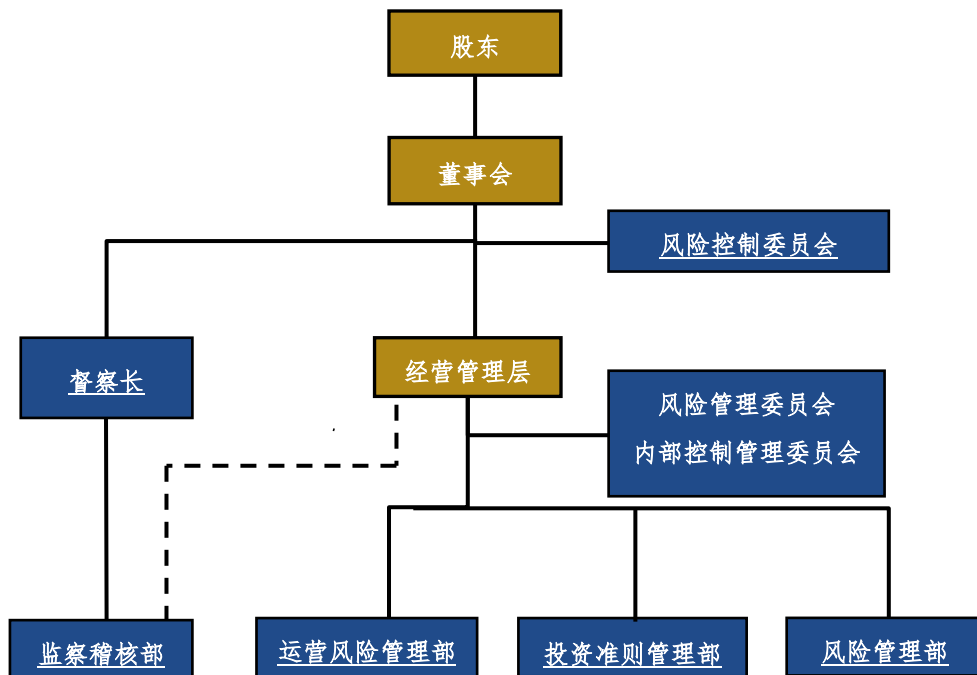 股东
董事会
风险控制委员会
督察长
经营管理层
风险管理委员会
内部控制管理委员会
监察稽核部
运营风险管理部
投资准则管理部
风险管理部